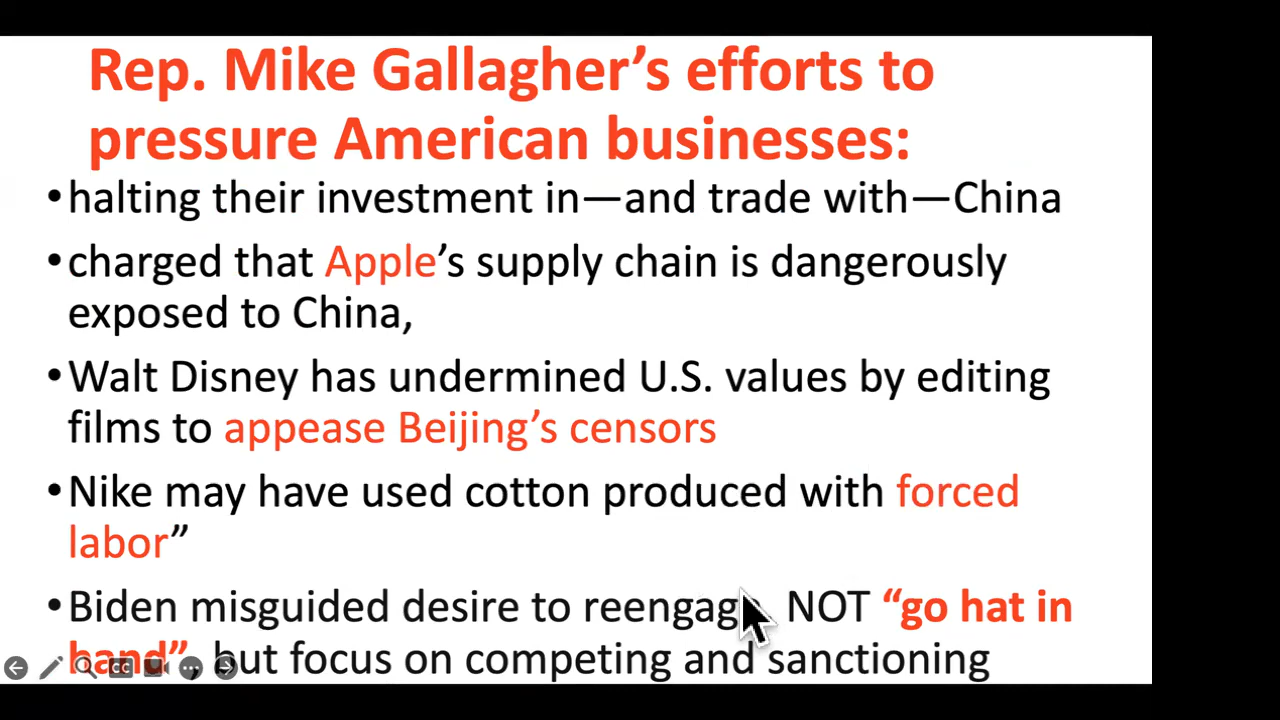 Rep. Mike Gallagher’s efforts to
pressure American businesses:
•halting their investment in—and trade with—China
•charged that Apple’s supply chain is dangerously
exposed to China,
•Walt Disney has undermined U.S. values by editing
films to appease Beijing’s censors
•Nike may have used cotton produced with forced
labor”
•Biden misguided desire to reengage, NOT “go hat in
hand”, but focus on competing and sanctioning
CC